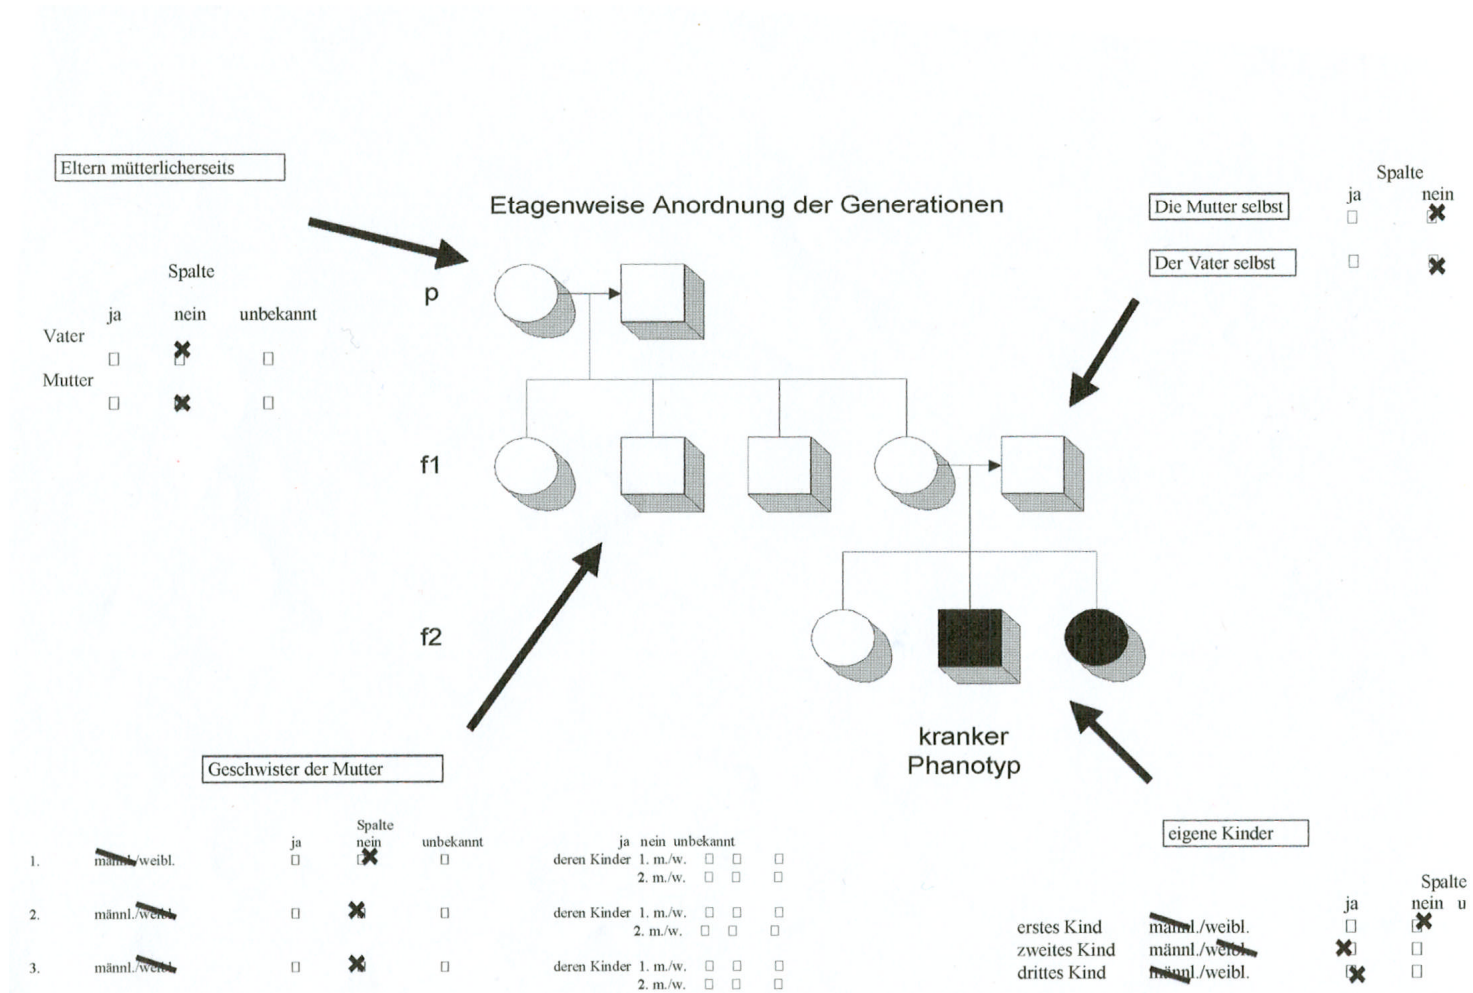 Eltern mütterlicherseits
Spalte
ja nein unbekannt
Vater
Mutter
Etagenweise Anordnung der Generationen
p
f1
f2
kranker
Phanotyp
Spalte
ja nein
Die Mutter selbst
Der Vater selbst
Geschwister der Mutter
Spalte
ja nein unbekannt
ja nein unbekannt
1. männl./weibl. deren Kinder 1. m./w.
2. m./w.
2. männl./weibl. deren Kinder 1. m./w.
2. m./w.
3. männl./weibl. deren Kinder 1. m./w.
2. m./w.
eigene Kinder
Spalte
ja nein u
erstes Kind männl./weibl.
zweites Kind männl./weibl.
drittes Kind männl./weibl.